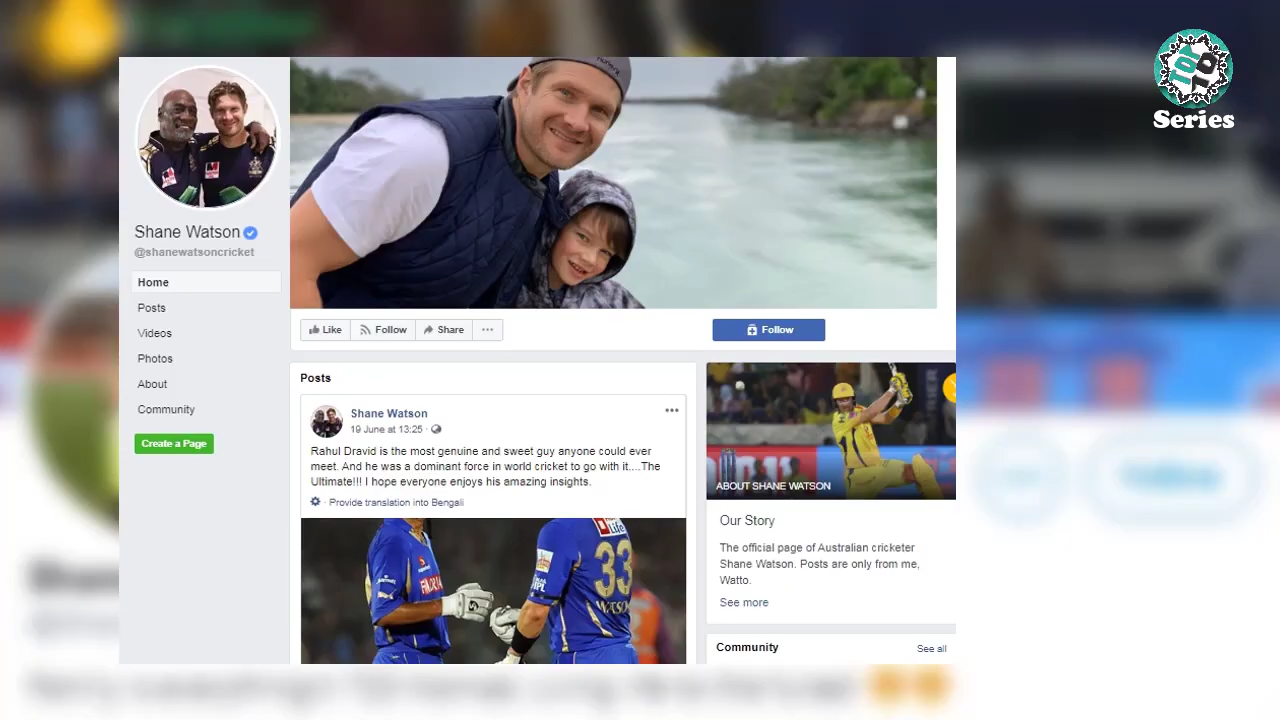 1010
Series
Shane Watson
@shanewatsoncricket
Home
Posts
Videos
Photos
About
Community
Create a Page
Like
Follow
Share
Follow
Posts
Shane Watson
19 June at 13:25
Rahul Dravid is the most genuine and sweet guy anyone could ever
meet. And he was a dominant force in world cricket to go with it....The
Ultimate!!! I hope everyone enjoys his amazing insights.
Provide translation into Bengali
33
WATSON
ABOUT SHANE WATSON
Our Story
The official page of Australian cricketer
Shane Watson. Posts are only from me,
Watto.
See more
Community
See all